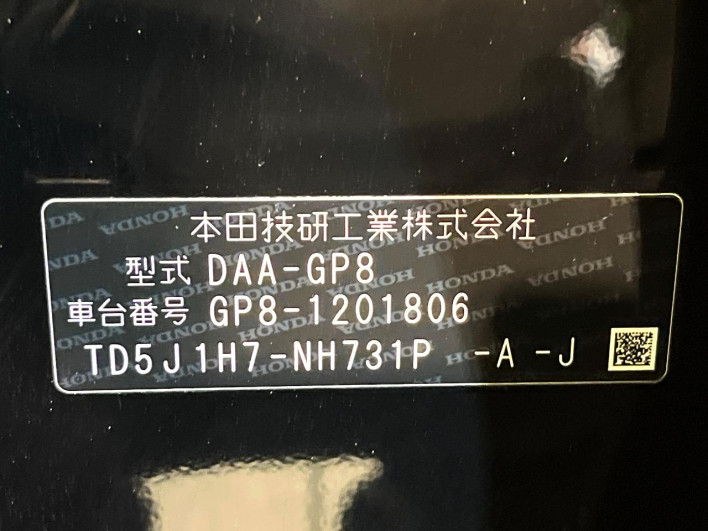 本田技研工業株式会社
型式 DAA-GP8
車台番号 GP8-1201806
TD5J1H7-NH731P -A -J